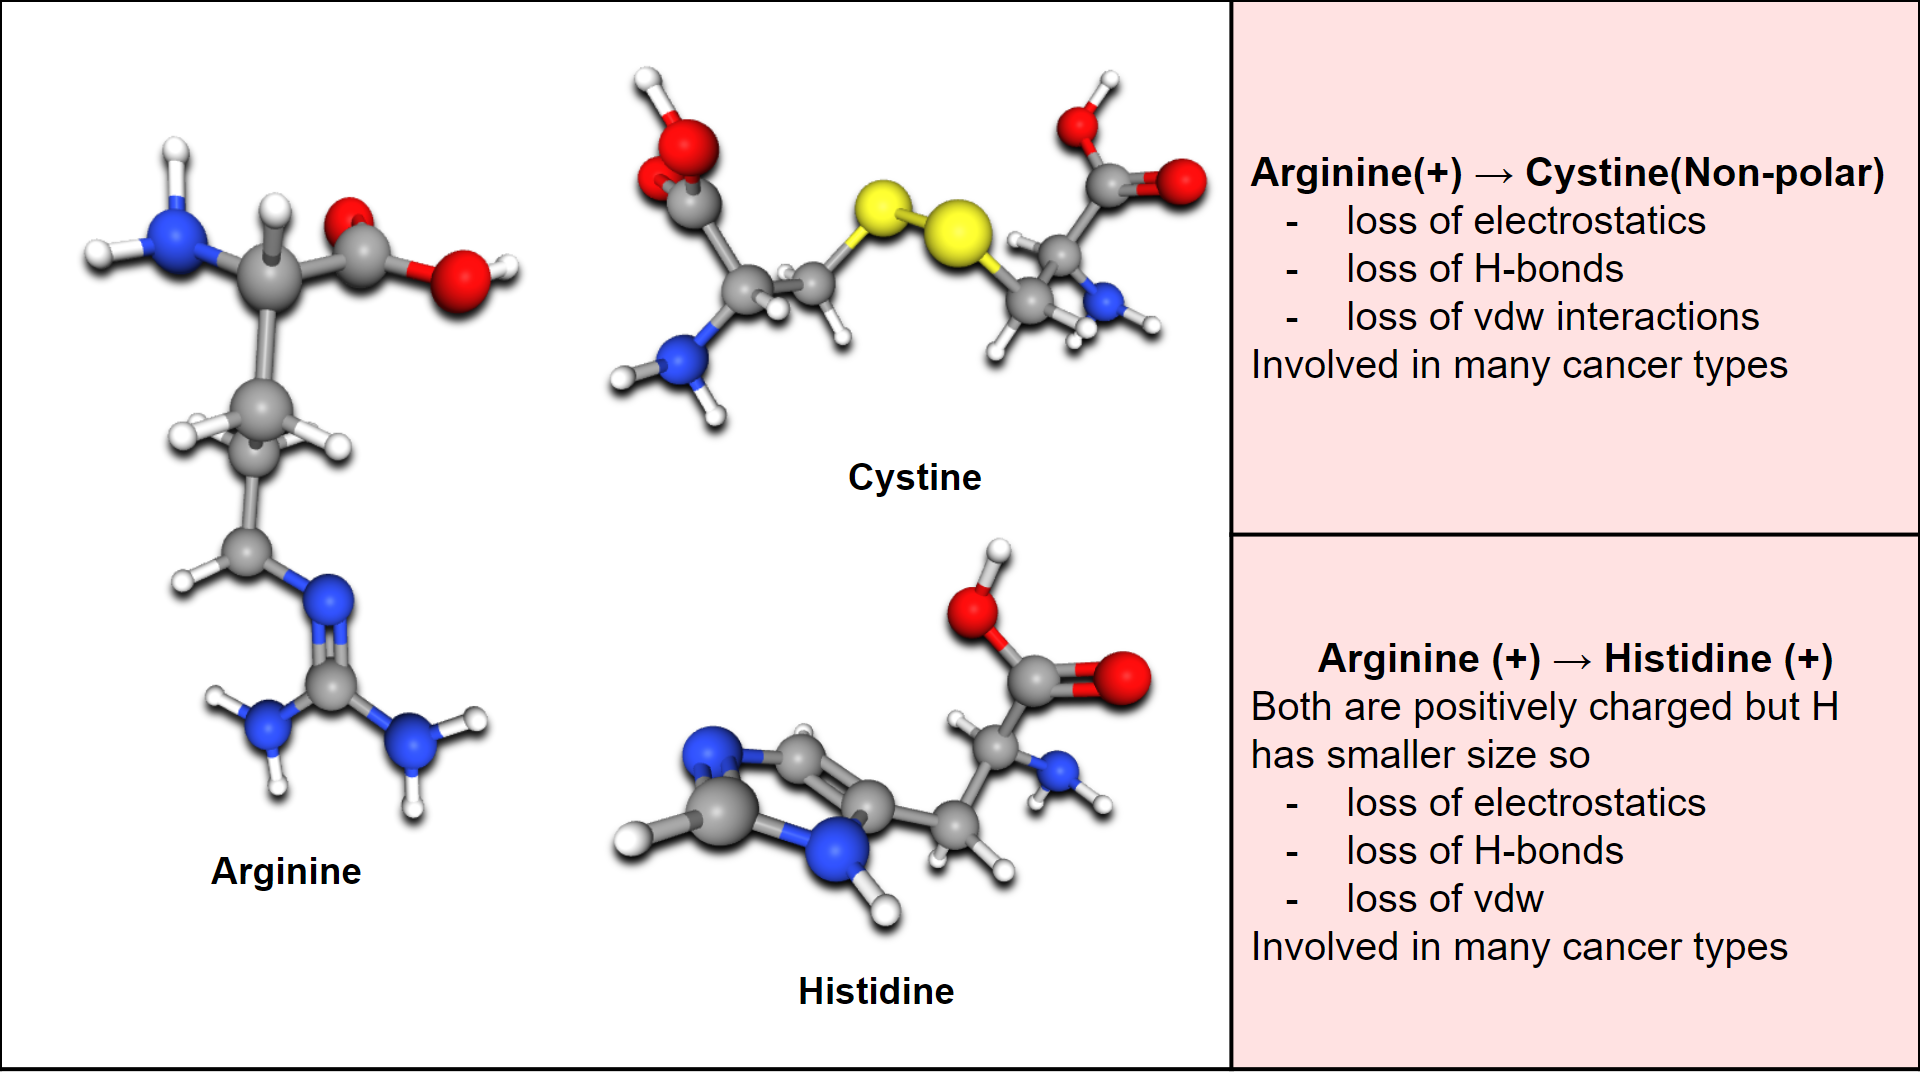 Arginine
Cystine
Histidine
Arginine(+) → Cystine(Non-polar)
- loss of electrostatics
- loss of H-bonds
- loss of vdw interactions
Involved in many cancer types
Arginine (+) → Histidine (+)
Both are positively charged but H
has smaller size so
- loss of electrostatics
- loss of H-bonds
- loss of vdw
Involved in many cancer types